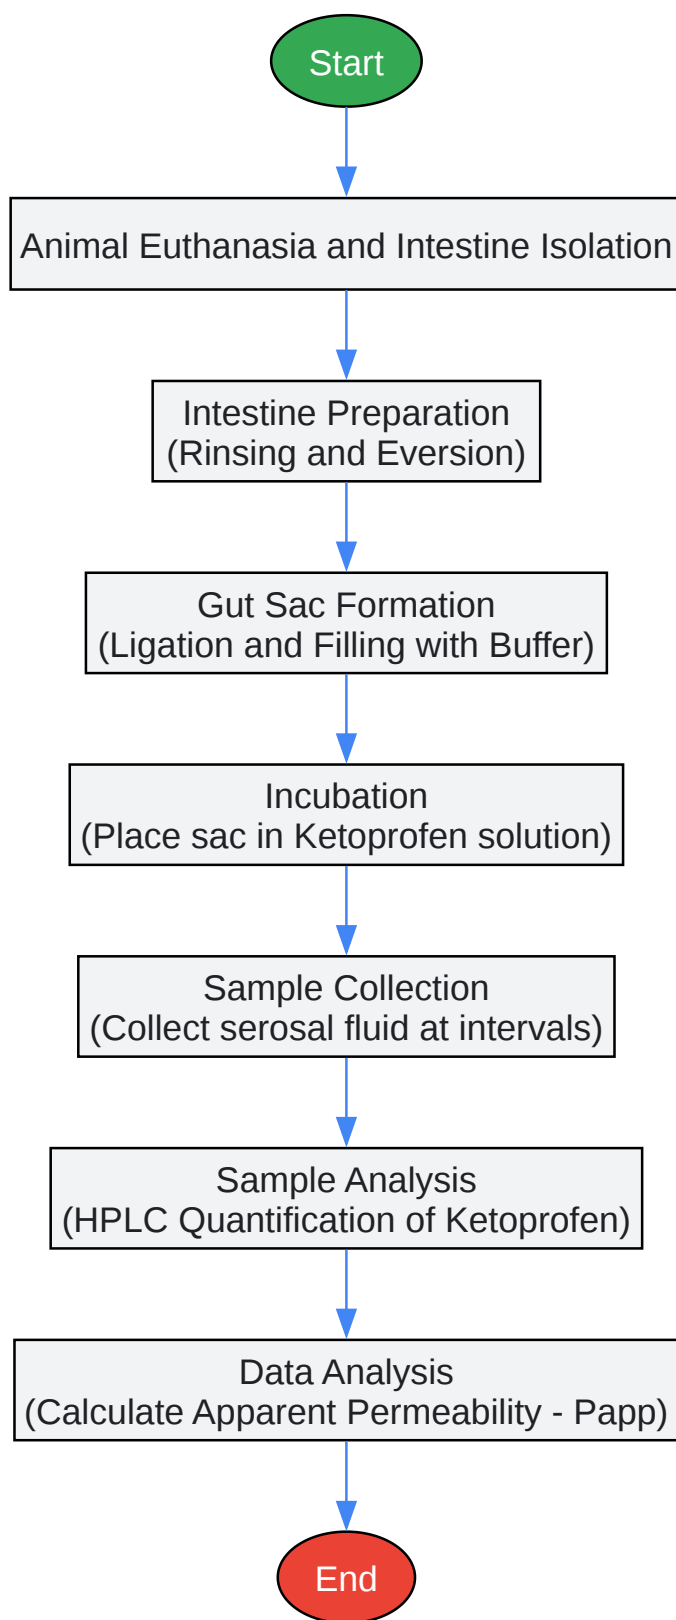 Start
Animal Euthanasia and Intestine Isolation
Intestine Preparation
(Rinsing and Eversion)
Gut Sac Formation
(Ligation and Filling with Buffer)
Incubation
(Place sac in Ketoprofen solution)
Sample Collection
(Collect serosal fluid at intervals)
Sample Analysis
(HPLC Quantification of Ketoprofen)
Data Analysis
(Calculate Apparent Permeability - Papp)
End